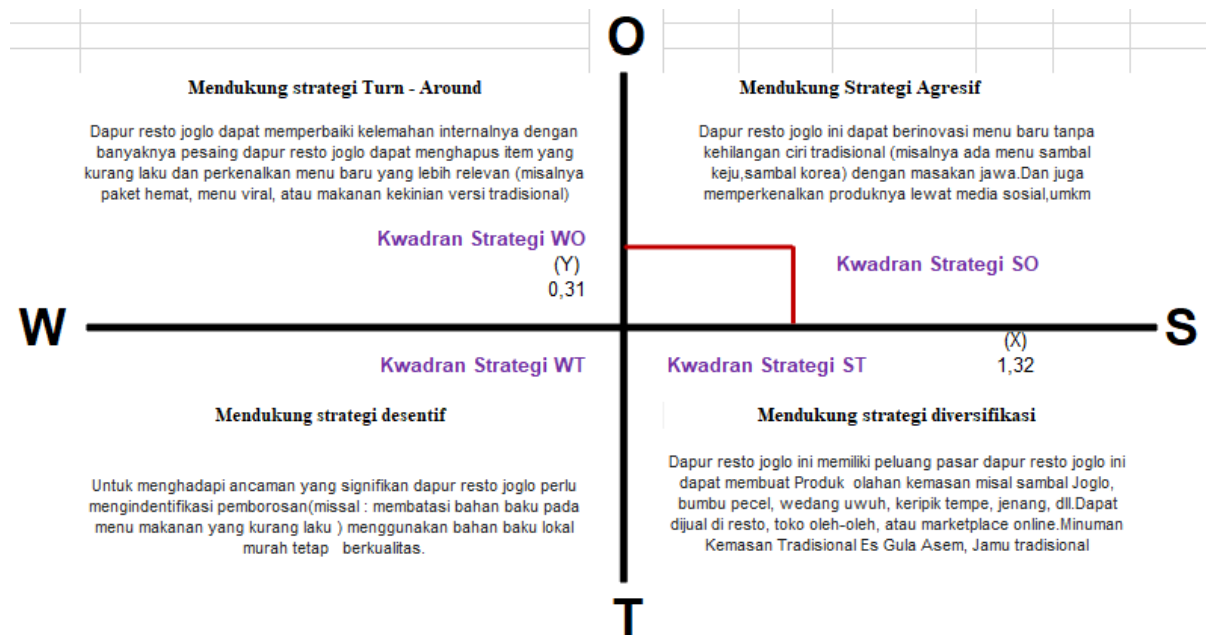 O
Mendukung strategi Turn - Around
Dapur resto joglo dapat memperbaiki kelemahan internalnya dengan
banyaknya pesaing dapur resto joglo dapat menghapus item yang
kurang laku dan perkenalkan menu baru yang lebih relevan (misalnya
paket hemat, menu viral, atau makanan kekinian versi tradisional)
Mendukung Strategi Agresif
Dapur resto joglo ini dapat berinovasi menu baru tanpa
kehilangan ciri tradisional (misalnya ada menu sambal
keju,sambal korea) dengan masakan jawa.Dan juga
memperkenalkan produknya lewat media sosial,umkm
Kwadran Strategi WO
(Y)
0,31
Kwadran Strategi SO
W
S
(X)
1,32
Kwadran Strategi WT
Kwadran Strategi ST
Mendukung strategi desentif
Untuk menghadapi ancaman yang signifikan dapur resto joglo perlu
mengindentifikasi pemborosan(missal : membatasi bahan baku pada
menu makanan yang kurang laku ) menggunakan bahan baku lokal
murah tetap berkualitas.
Mendukung strategi diversifikasi
Dapur resto joglo ini memiliki peluang pasar dapur resto joglo ini
dapat membuat Produk olahan kemasan misal sambal Joglo,
bumbu pecel, wedang uwuh, keripik tempe, jenang, dll.Dapat
dijual di resto, toko oleh-oleh, atau marketplace online.Minuman
Kemasan Tradisional Es Gula Asem, Jamu tradisional
T